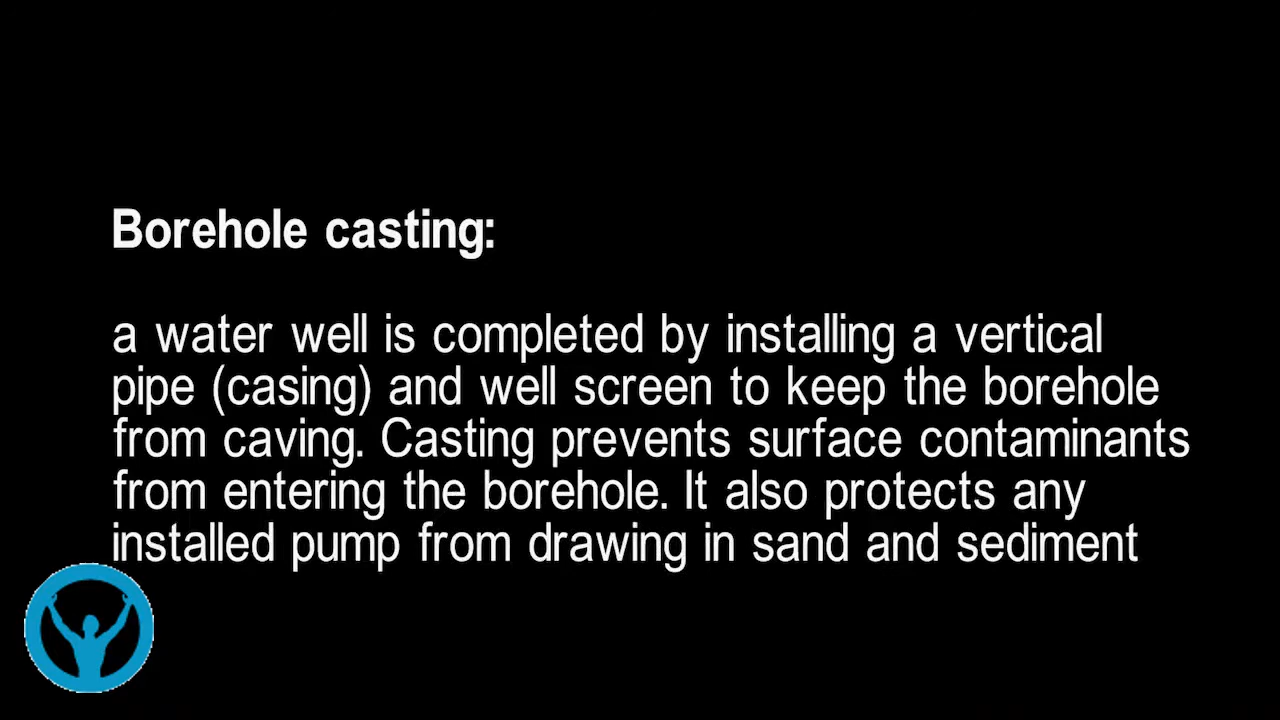 Borehole casting:
a water well is completed by installing a vertical
pipe (casing) and well screen to keep the borehole
from caving. Casting prevents surface contaminants
from entering the borehole. It also protects any
installed pump from drawing in sand and sediment